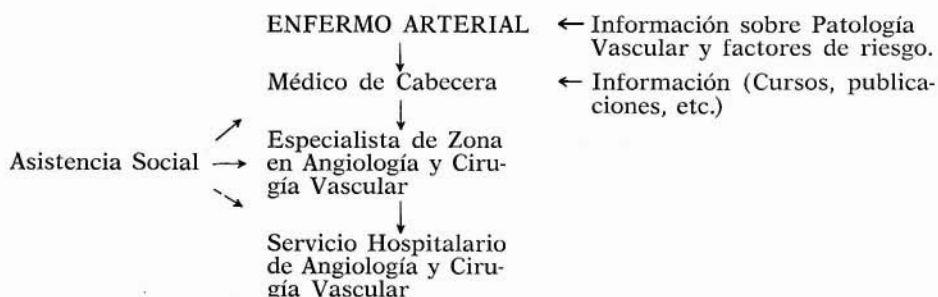 ENFERMO ARTERIAL ← Información sobre Patología
Vascular y factores de riesgo.
Médico de Cabecera ← Información (Cursos, publica-
ciones, etc.)
Asistencia Social
Especialista de Zona
en Angiología y Ciru-
gía Vascular
Servicio Hospitalario
de Angiología y Ciru-
gía Vascular